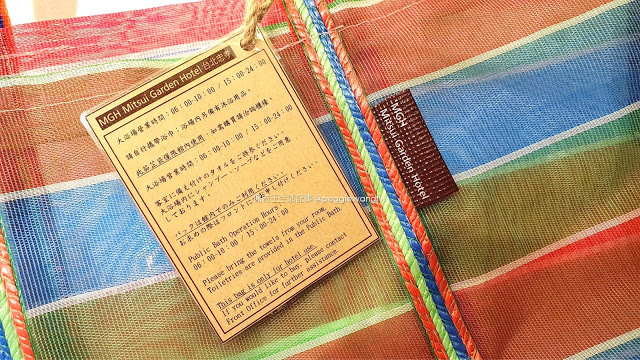 MGH Mitsui Garden Hotel 台北忠孝
大浴場營業時間：06：00-10：00 / 15：00-24：00
請自行攜帶浴巾，浴場內另備有沐浴用品。
此包袋僅限館內使用，如需購買請洽詢櫃檯。
大浴場営業時間：06：00-10：00 / 15：00-24：00
客室に備え付けのタオルをご持参ください。
大浴場内にシャンプー・ソープなどをご用意
しております。
バックは館内でのみご利用ください。
お求めの際はフロントにお申し付けください。
Public Bath Operation Hours
06：00-10：00 / 15：00-24：00
Please bring the towels from your room.
Toiletries are provided in the Public Bath.
This bag is only for hotel use.
If you would like to buy, Please contact
Front Office for further assistance.
MGH
Mitsui Garden Hotel
@peggiewangh